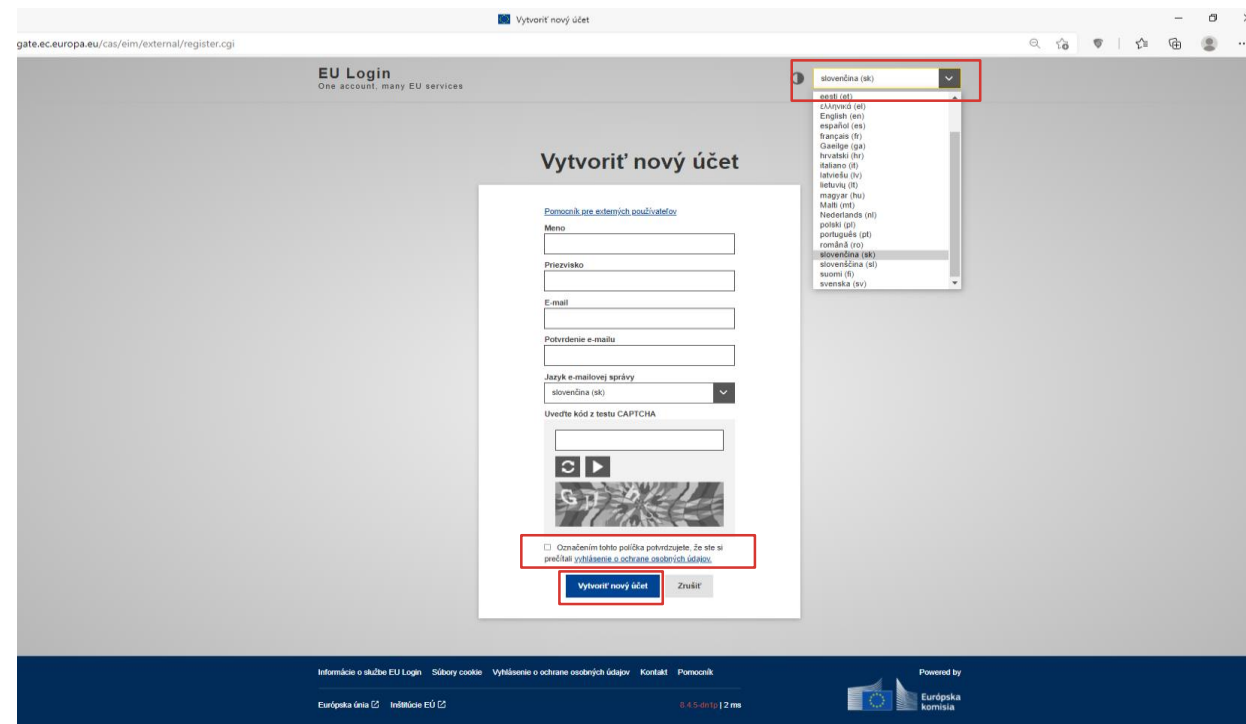 Vytvoriť nový účet
gate.ec.europa.eu/cas/eim/external/register.cgi
EU Login
One account, many EU services
slovenčina (sk)
eesti (et)
ελληνικά (el)
English (en)
español (es)
français (fr)
Gaeilge (ga)
hrvatski (hr)
italiano (it)
latviešu (lv)
lietuvių (lt)
magyar (hu)
Malti (mt)
Nederlands (nl)
polski (pl)
português (pt)
română (ro)
slovenčina (sk)
slovenščina (sl)
suomi (fi)
svenska (sv)
Vytvoriť nový účet
Pomocník pre externých používateľov
Meno
Priezvisko
E-mail
Potvrdenie e-mailu
Jazyk e-mailovej správy
slovenčina (sk)
Uveďte kód z testu CAPTCHA
Označením tohto políčka potvrdzujete, že ste si
prečítali vyhlásenie o ochrane osobných údajov.
Vytvoriť nový účet
Zrušiť
Informácie o službe EU Login Súbory cookie Vyhlásenie o ochrane osobných údajov Kontakt Pomocník
Powered by
Európska únia Inštitúcie EÚ
| 2 ms
Európska
komisia